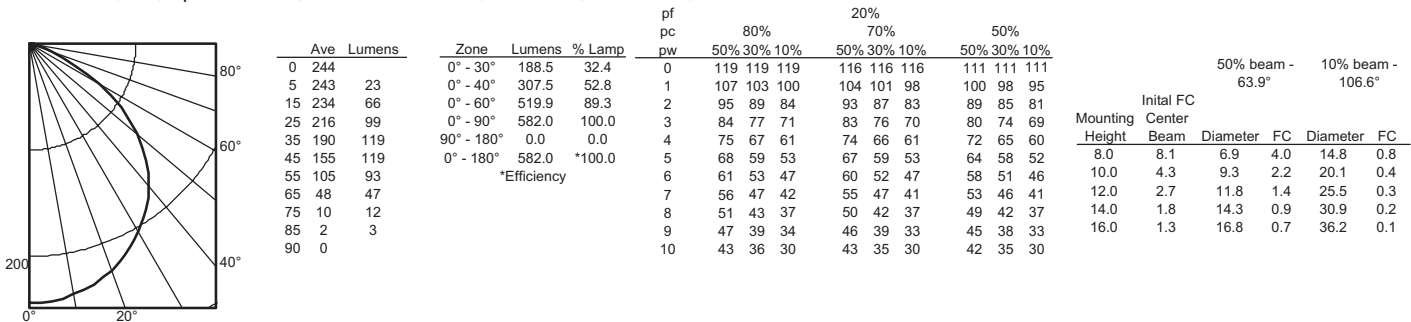 80°
60°
40°
200
0° 20°
Ave Lumens
0 244
5 243 23
15 234 66
25 216 99
35 190 119
45 155 119
55 105 93
65 48 47
75 10 12
85 2 3
90 0
Zone Lumens % Lamp
0° - 30° 188.5 32.4
0° - 40° 307.5 52.8
0° - 60° 519.9 89.3
0° - 90° 582.0 100.0
90° - 180° 0.0 0.0
0° - 180° 582.0 *100.0
*Efficiency
pf 20%
pc 80% 70% 50%
pw 50% 30% 10% 50% 30% 10% 50% 30% 10%
0 119 119 119 116 116 116 111 111 111
1 107 103 100 104 101 98 100 98 95
2 95 89 84 93 87 83 89 85 81
3 84 77 71 83 76 70 80 74 69
4 75 67 61 74 66 61 72 65 60
5 68 59 53 67 59 53 64 58 52
6 61 53 47 60 52 47 58 51 46
7 56 47 42 55 47 41 53 46 41
8 51 43 37 50 42 37 49 42 37
9 47 39 34 46 39 33 45 38 33
10 43 36 30 43 35 30 42 35 30
50% beam - 10% beam -
63.9° 106.6°
Inital FC
Mounting Center
Height Beam Diameter FC Diameter FC
8.0 8.1 6.9 4.0 14.8 0.8
10.0 4.3 9.3 2.2 20.1 0.4
12.0 2.7 11.8 1.4 25.5 0.3
14.0 1.8 14.3 0.9 30.9 0.2
16.0 1.3 16.8 0.7 36.2 0.1